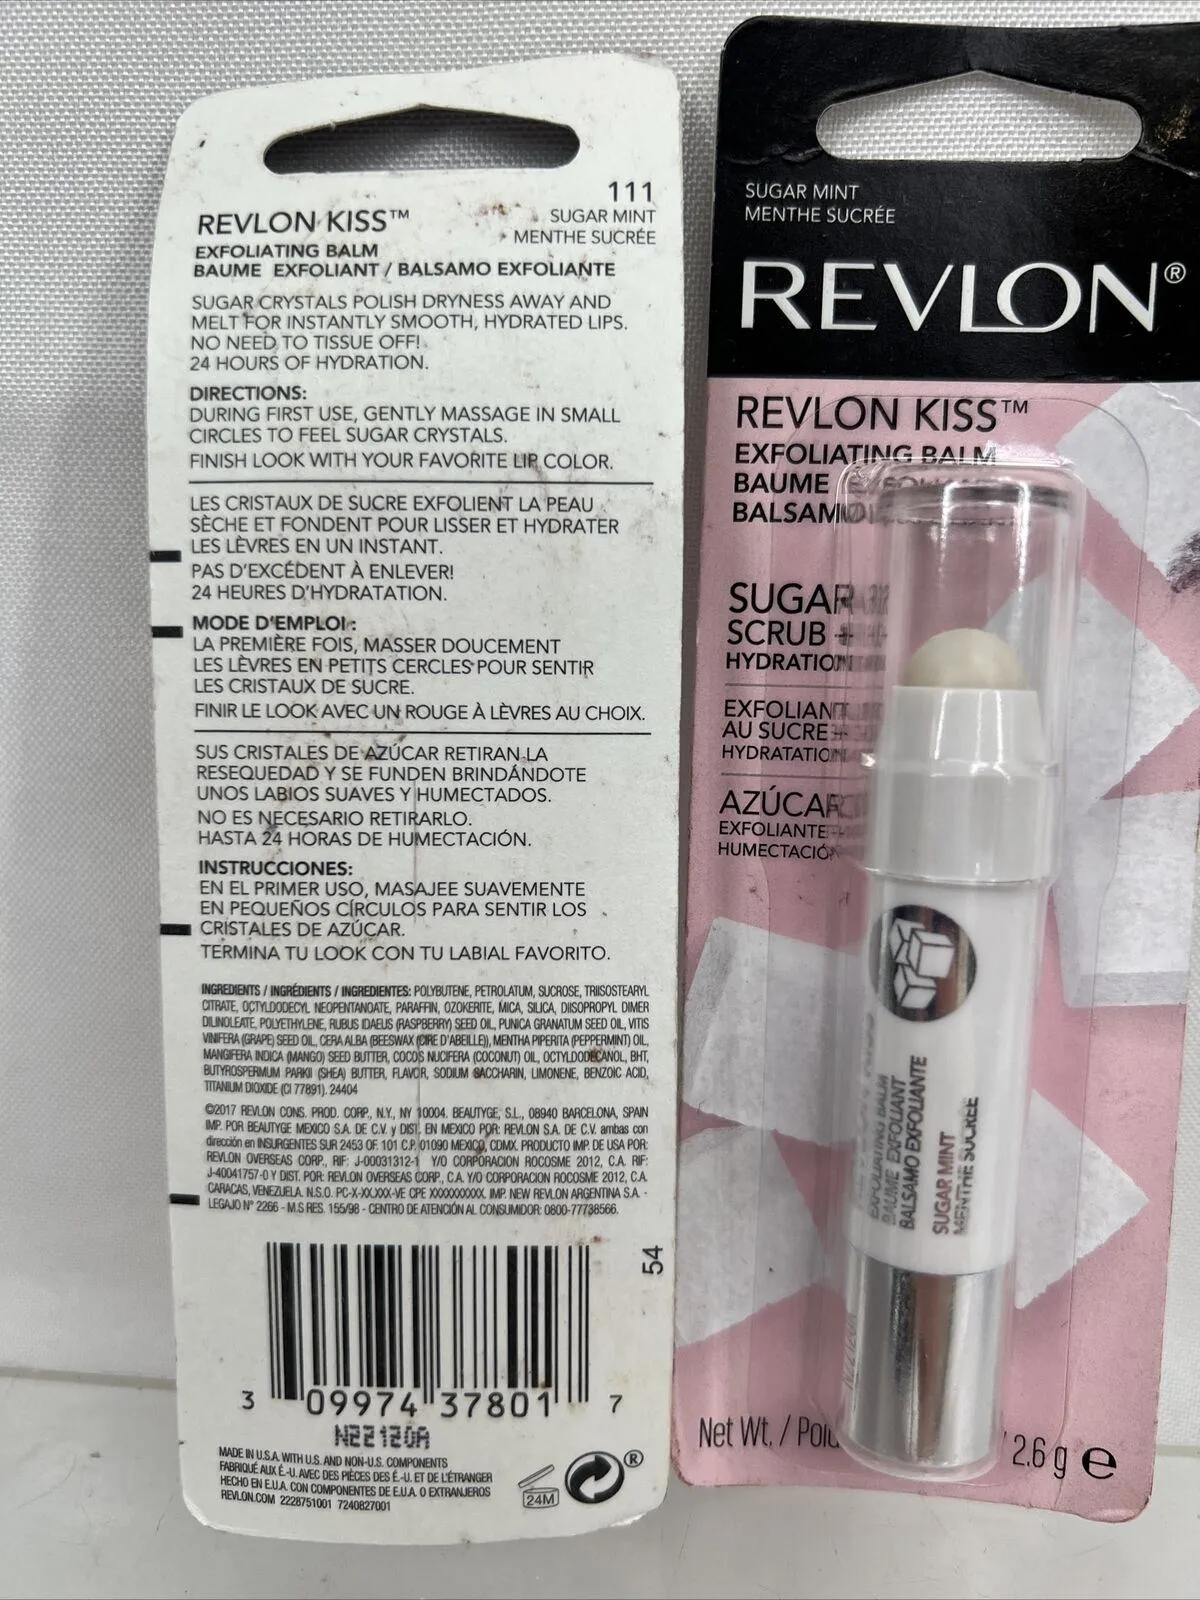 111
REVLON KISS™
SUGAR MINT
MENTHE SUCRÉE
EXFOLIATING BALM
BAUME EXFOLIANT / BALSAMO EXFOLIANTE
SUGAR CRYSTALS POLISH DRYNESS AWAY AND
MELT FOR INSTANTLY SMOOTH, HYDRATED LIPS.
NO NEED TO TISSUE OFF!
24 HOURS OF HYDRATION.
DIRECTIONS:
DURING FIRST USE, GENTLY MASSAGE IN SMALL
CIRCLES TO FEEL SUGAR CRYSTALS.
FINISH LOOK WITH YOUR FAVORITE LIP COLOR.
LES CRISTAUX DE SUCRE EXFOLIENT LA PEAU
SÈCHE ET FONDENT POUR LISSER ET HYDRATER
LES LÈVRES EN UN INSTANT.
PAS D'EXCÉDENT À ENLEVER!
24 HEURES D'HYDRATATION.
MODE D'EMPLOI :
LA PREMIÈRE FOIS, MASSER DOUCEMENT
LES LÈVRES EN PETITS CERCLES POUR SENTIR
LES CRISTAUX DE SUCRE.
FINIR LE LOOK AVEC UN ROUGE À LÈVRES AU CHOIX.
SUS CRISTALES DE AZÚCAR RETIRAN LA
RESEQUEDAD Y SE FUNDEN BRINDÁNDOTE
UNOS LABIOS SUAVES Y HUMECTADOS.
NO ES NECESARIO RETIRARLO.
HASTA 24 HORAS DE HUMECTACIÓN.
INSTRUCCIONES:
EN EL PRIMER USO, MASAJEE SUAVEMENTE
EN PEQUEÑOS CÍRCULOS PARA SENTIR LOS
CRISTALES DE AZÚCAR.
TERMINA TU LOOK CON TU LABIAL FAVORITO.
INGREDIENTS / INGRÉDIENTS / INGREDIENTES: POLYBUTENE, PETROLATUM, SUCROSE, TRIISOSTEARYL
CITRATE, OCTYLDODECYL NEOPENTANOATE, PARAFFIN, OZOKERITE, MICA, SILICA, DIISOPROPYL DIMER
DILINOLEATE, POLYETHYLENE, RUBUS IDAEUS (RASPBERRY) SEED OIL, PUNICA GRANATUM SEED OIL, VITIS
VINIFERA (GRAPE) SEED OIL, CERA ALBA (BEESWAX (CIRE D'ABEILLE)), MENTHA PIPERITA (PEPPERMINT) OIL,
MANGIFERA INDICA (MANGO) SEED BUTTER, COCOS NUCIFERA (COCONUT) OIL, OCTYLDODECANOL, BHT,
BUTYROSPERMUM PARKII (SHEA) BUTTER, FLAVOR, SODIUM SACCHARIN, LIMONENE, BENZOIC ACID,
TITANIUM DIOXIDE (CI 77891). 24404
©2017 REVLON CONS. PROD. CORP., N.Y., NY 10004. BEAUTYGE, S.L., 08940 BARCELONA, SPAIN
IMP. POR BEAUTYGE MEXICO S.A. DE C.V. y DIST. EN MEXICO POR: REVLON S.A. DE C.V. ambas con
dirección en INSURGENTES SUR 2453 OF. 101 C.P. 01090 MEXICO, CDMX. PRODUCTO IMP. DE USA POR:
REVLON OVERSEAS CORP., RIF: J-00031312-1 Y/O CORPORACION ROCOSME 2012, C.A. RIF:
J-40041757-0 Y DIST. POR: REVLON OVERSEAS CORP., C.A. Y/O CORPORACION ROCOSME 2012, C.A.
CARACAS, VENEZUELA. N.S.O. PC-X-XX.XXX-VE CPE XXXXXXXXXX. IMP. NEW REVLON ARGENTINA S.A. -
LEGAJO N° 2266 - M.S RES. 155/98 - CENTRO DE ATENCIÓN AL CONSUMIDOR: 0800-77738566.
54
3 09974 37801 7
N22120A
MADE IN U.S.A. WITH U.S. AND NON-U.S. COMPONENTS
FABRIQUÉ AUX É.-U. AVEC DES PIÈCES DES É.-U. ET DE L'ÉTRANGER
HECHO EN E.U.A. CON COMPONENTES DE E.U.A. O EXTRANJEROS
REVLON.COM 2228751001 7240827001
24M
®
SUGAR MINT
MENTHE SUCRÉE
REVLON®
REVLON KISS™
EXFOLIATING BALM
BAUME
BALSAMO
SUGAR
SCRUB +
HYDRATION
EXFOLIANT
AU SUCRE +
HYDRATATION
AZÚCAR
EXFOLIANTE +
HUMECTACIÓN
EXFOLIATING BALM
BAUME EXFOLIANT
BALSAMO EXFOLIANTE
SUGAR MINT
MENTHE SUCRÉE
Net Wt. /
/ 2.6 g e